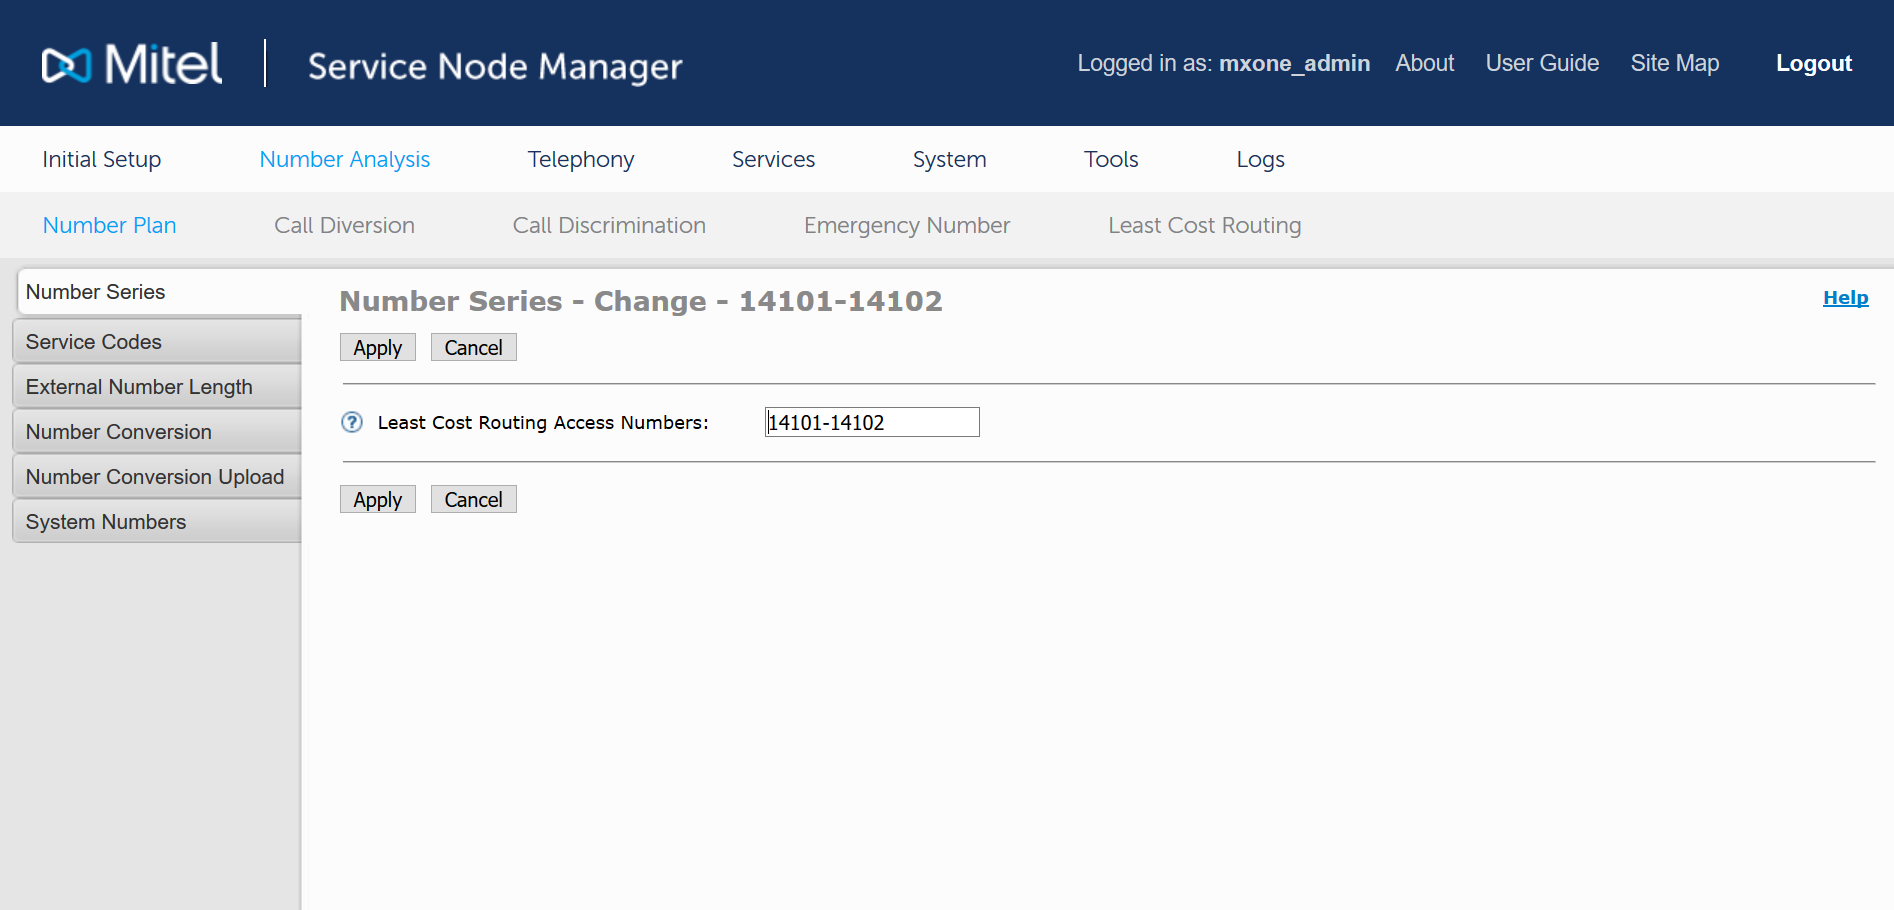 Mitel Service Node Manager Logged in as: mxone_admin About User Guide Site Map Logout
Initial Setup Number Analysis Telephony Services System Tools Logs
Number Plan Call Diversion Call Discrimination Emergency Number Least Cost Routing
Number Series
Service Codes
External Number Length
Number Conversion
Number Conversion Upload
System Numbers
Number Series - Change - 14101-14102 Help
Apply Cancel
? Least Cost Routing Access Numbers: 14101-14102
Apply Cancel